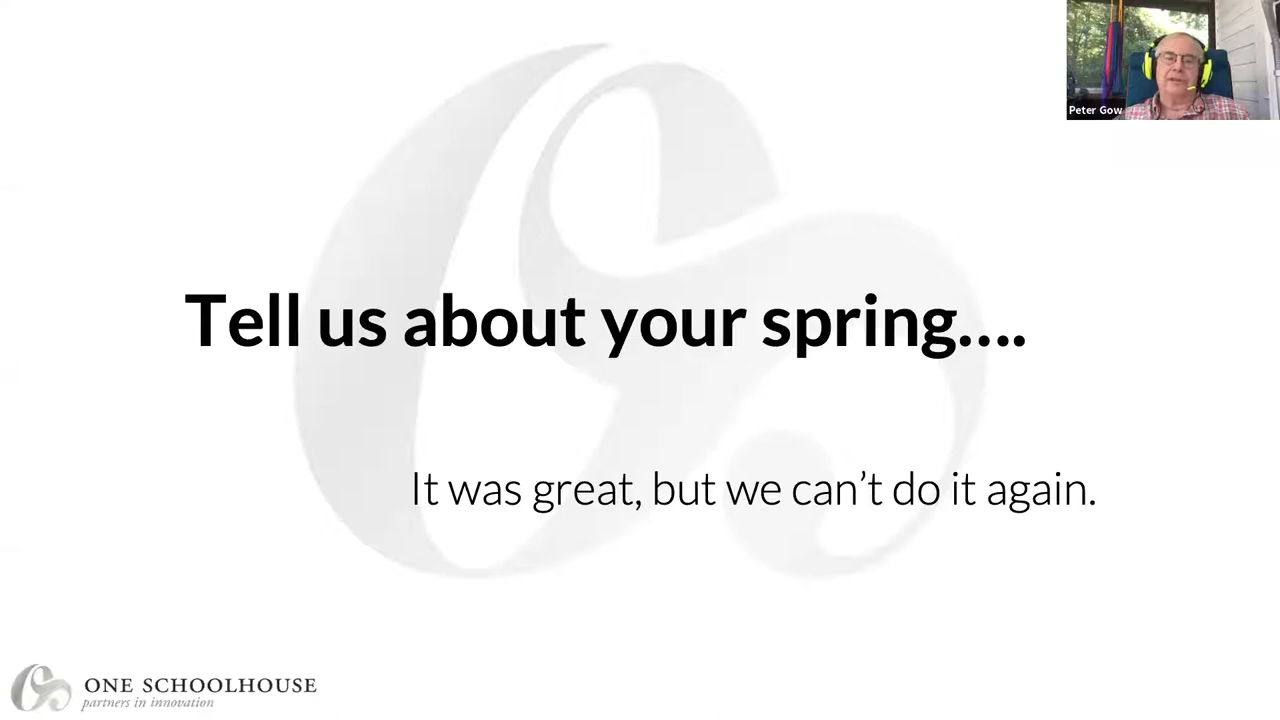 Peter Gow
Tell us about your spring....
It was great, but we can't do it again.
ONE SCHOOLHOUSE
partners in innovation